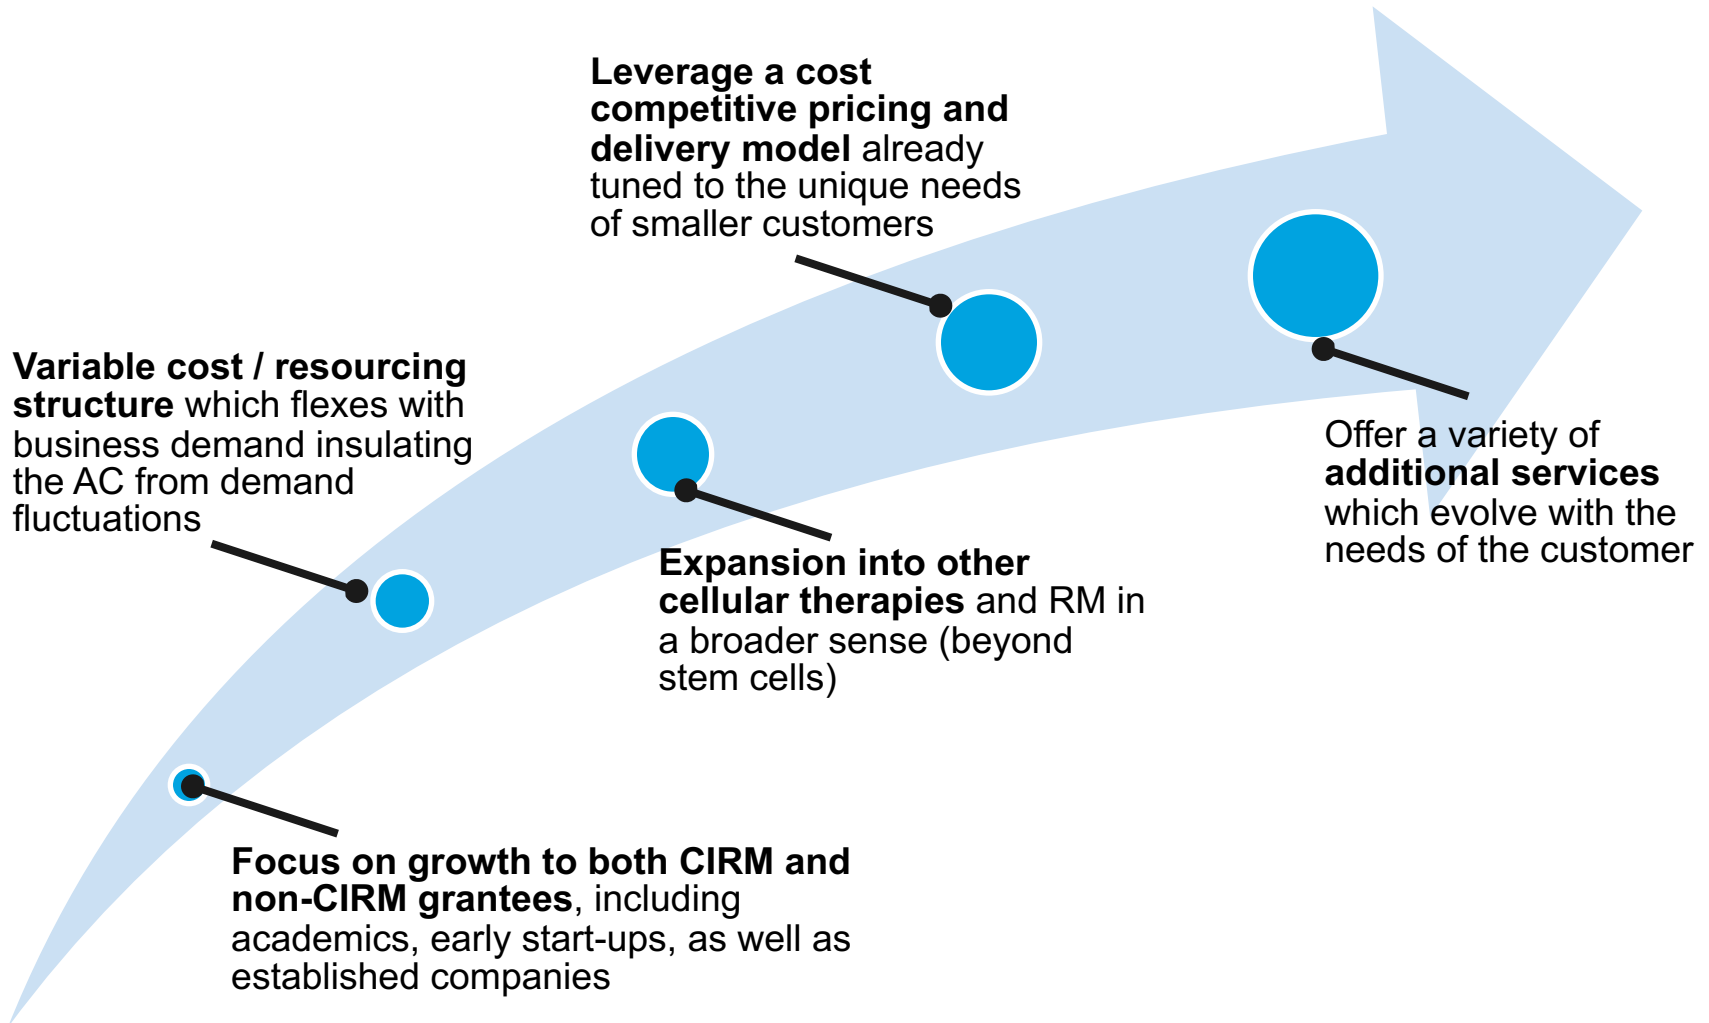 Leverage a cost
competitive pricing and
delivery model already
tuned to the unique needs
of smaller customers
Variable cost / resourcing
structure which flexes with
business demand insulating
the AC from demand
fluctuations
Offer a variety of
additional services
which evolve with the
needs of the customer
Expansion into other
cellular therapies and RM in
a broader sense (beyond
stem cells)
Focus on growth to both CIRM and
non-CIRM grantees, including
academics, early start-ups, as well as
established companies